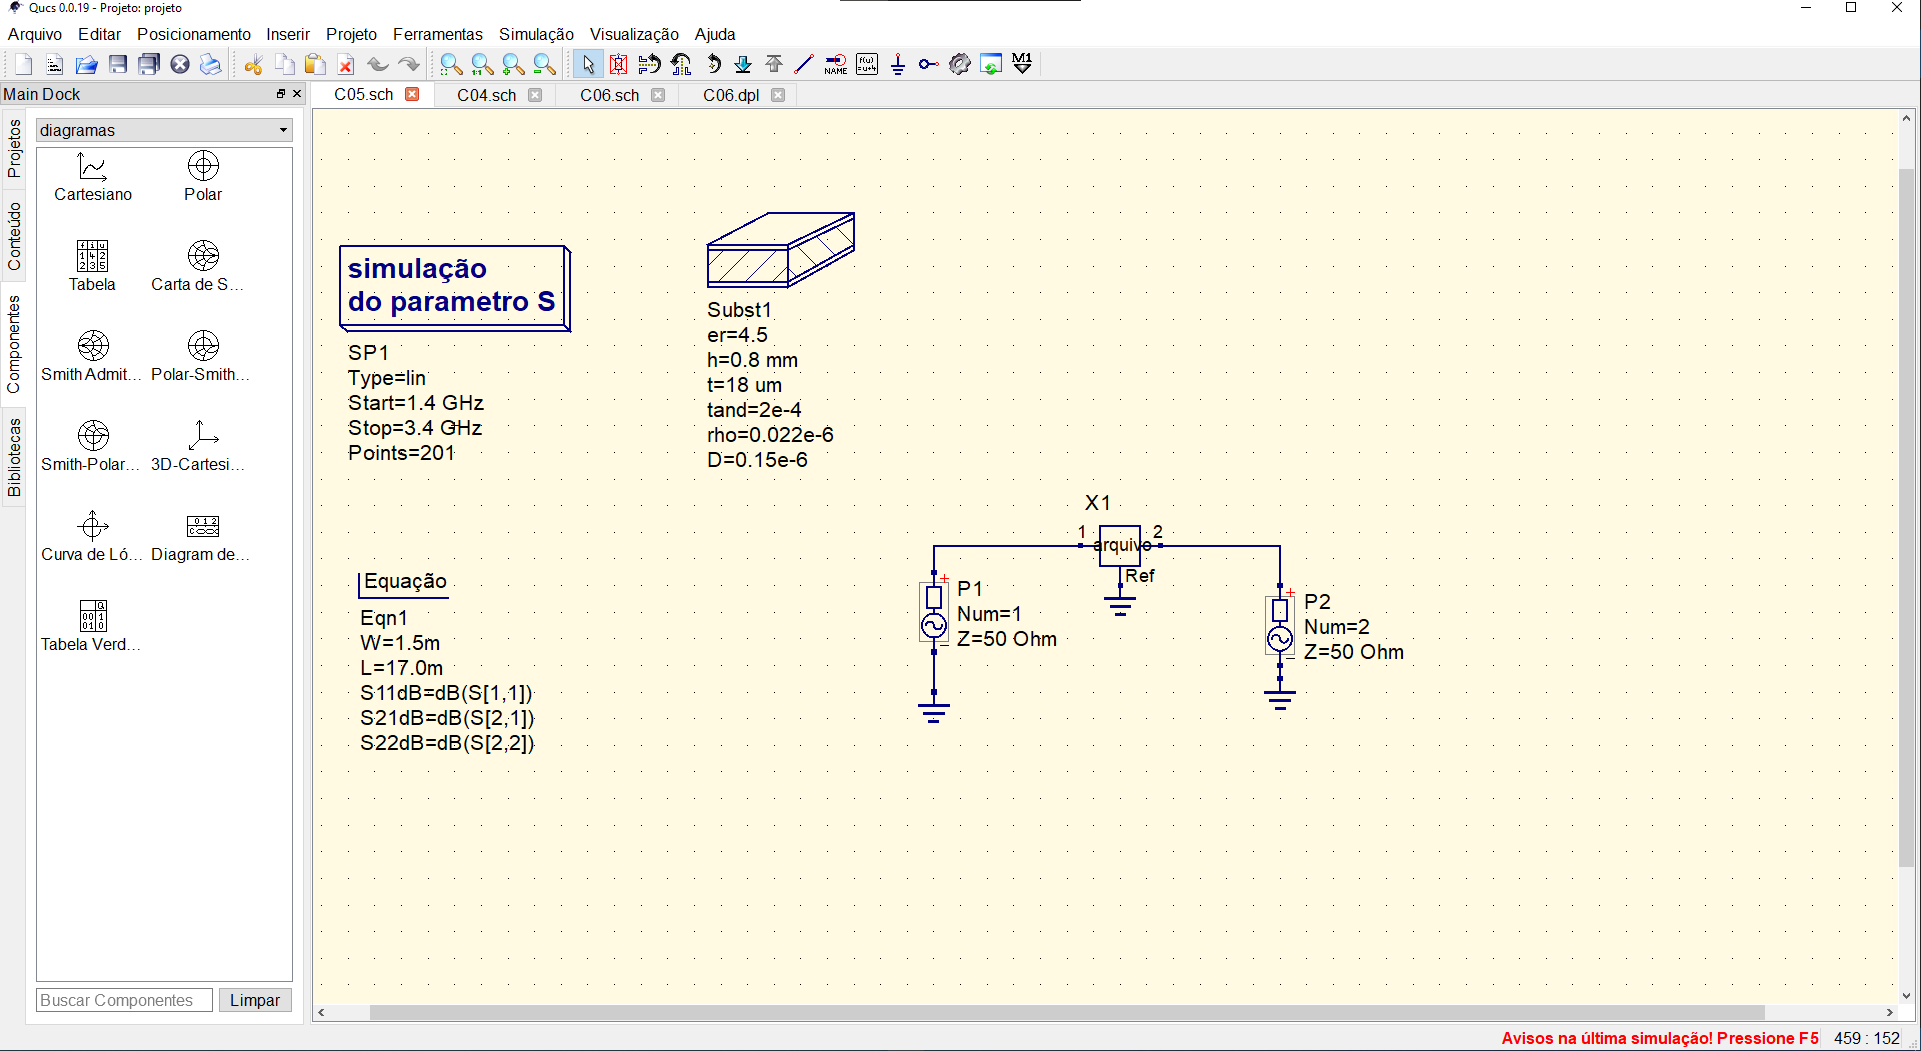 Qucs 0.0.19 - Projeto: projeto
Arquivo Editar Posicionamento Inserir Projeto Ferramentas Simulação Visualização Ajuda
NAME
f(u)
=u+4
M1
Main Dock
C05.sch
C04.sch
C06.sch
C06.dpl
Projetos
Conteúdo
Componentes
Bibliotecas
diagramas
Cartesiano
Polar
Tabela
Carta de S...
Smith Admit...
Polar-Smith...
Smith-Polar...
3D-Cartesi...
Curva de Ló...
Diagram de...
Tabela Verd...
Buscar Componentes
Limpar
simulação
do parametro S
SP1
Type=lin
Start=1.4 GHz
Stop=3.4 GHz
Points=201
Subst1
er=4.5
h=0.8 mm
t=18 um
tand=2e-4
rho=0.022e-6
D=0.15e-6
Equação
Eqn1
W=1.5m
L=17.0m
S11dB=dB(S[1,1])
S21dB=dB(S[2,1])
S22dB=dB(S[2,2])
X1
1
arquivo
2
Ref
P1
Num=1
Z=50 Ohm
P2
Num=2
Z=50 Ohm
Avisos na última simulação! Pressione F5
459 : 152